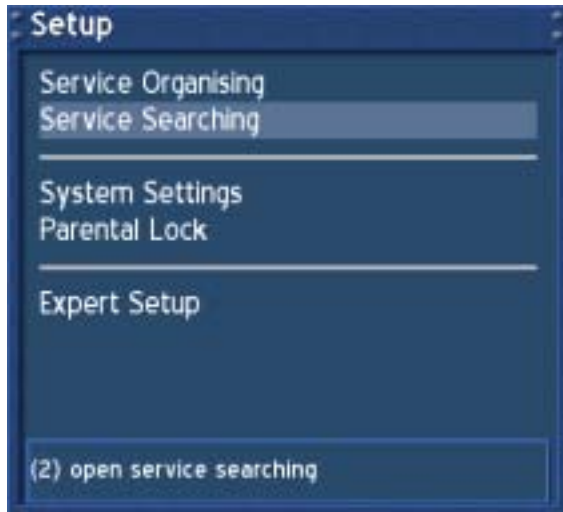 Setup
Service Organising
Service Searching
System Settings
Parental Lock
Expert Setup
(2) open service searching